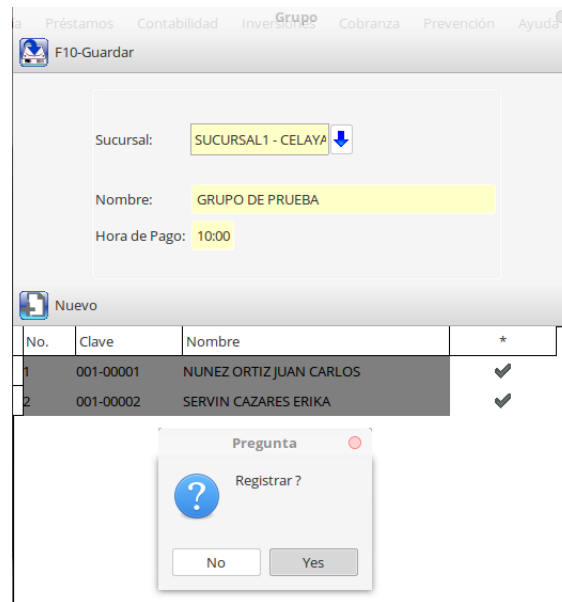 Grupo
ía Préstamos Contabilidad Inversiones Cobranza Prevención Ayuda
F10-Guardar
Sucursal: SUCURSAL1 - CELAYA
Nombre: GRUPO DE PRUEBA
Hora de Pago: 10:00
Nuevo
No. Clave Nombre *
1 001-00001 NUNEZ ORTIZ JUAN CARLOS
2 001-00002 SERVIN CAZARES ERIKA
Pregunta
Registrar ?
No Yes